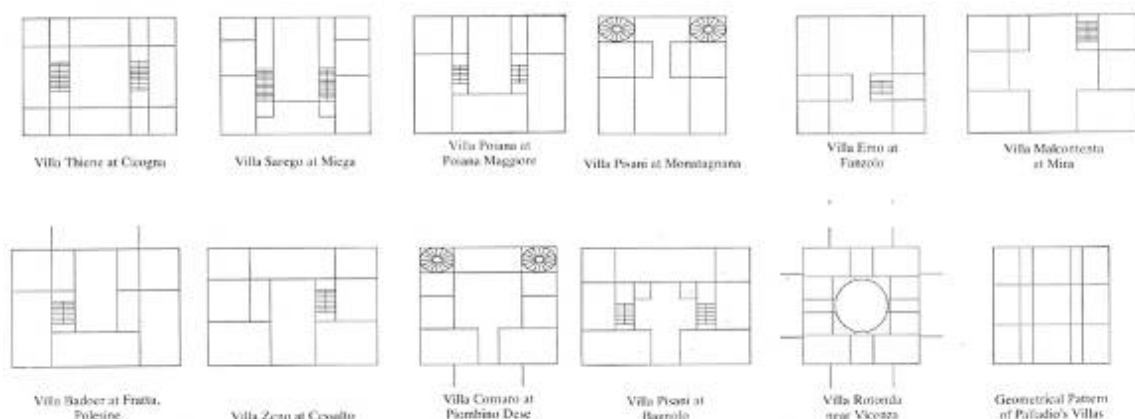 Villa Thiene at Cicogna
Villa Sarego at Miega
Villa Poiana at
Poiana Maggiore
Villa Pisani at Monatagnana
Villa Emo at
Fanzolo
Villa Malcontenta
at Mira
Villa Badoer at Fratta,
Polesine
Villa Zeno at Cessalto
Villa Cornaro at
Piombino Dese
Villa Pisani at
Bagnolo
Villa Rotonda
near Vicenza
Geometrical Pattern
of Palladio's Villas